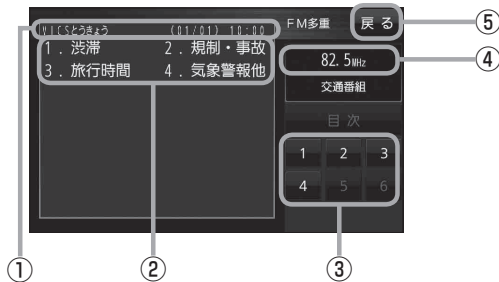 VICSとうきょう (01/01) 10:00
1．渋滞 2．規制・事故
3．旅行時間 4．気象警報他
FM多重 戻る
82.5MHz
交通番組
目次
1 2 3
4 5 6
⑤
④
① ② ③